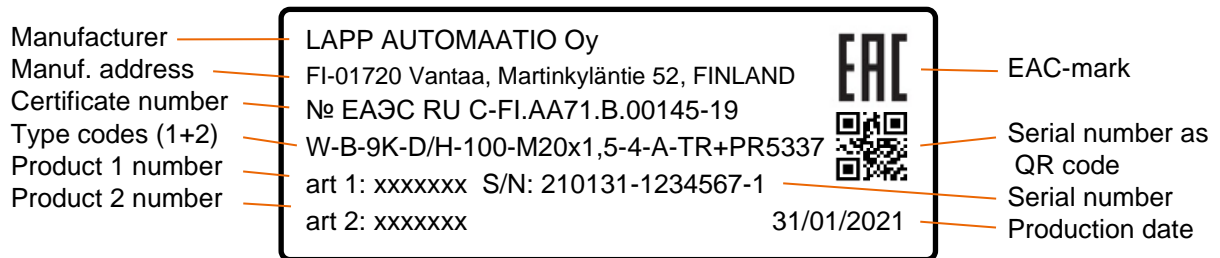 Manufacturer
Manuf. address
Certificate number
Type codes (1+2)
Product 1 number
Product 2 number
LAPP AUTOMAATIO Oy
FI-01720 Vantaa, Martinkyläntie 52, FINLAND
№ ЕАЭС RU C-FI.AA71.B.00145-19
W-B-9K-D/H-100-M20x1,5-4-A-TR+PR5337
art 1: xxxxxxx S/N: 210131-1234567-1
art 2: xxxxxxx
31/01/2021
EAC
EAC-mark
Serial number as
QR code
Serial number
Production date